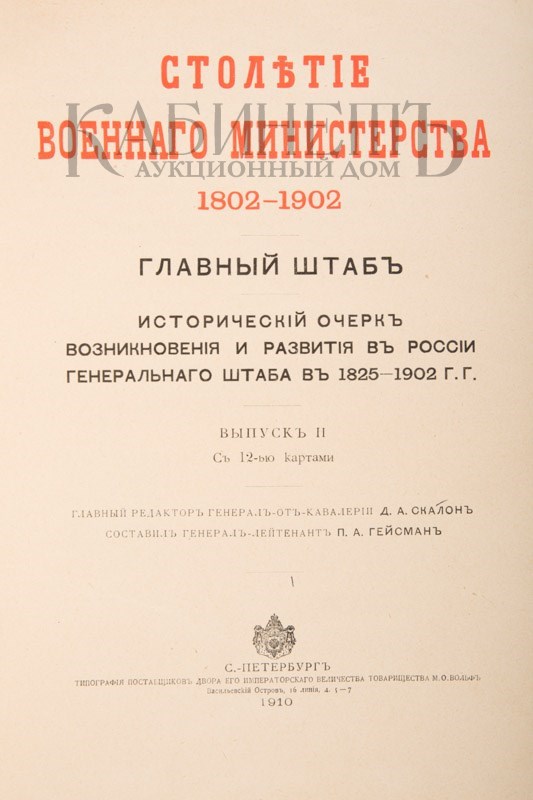 СТОЛѢТІЕ
КАБИНЕТЪ
ВОЕННАГО МИНИСТЕРСТВА
АУКЦИОННЫЙ ДОМ
1802–1902
ГЛАВНЫЙ ШТАБЪ
ИСТОРИЧЕСКІЙ ОЧЕРКЪ
ВОЗНИКНОВЕНІЯ И РАЗВИТІЯ ВЪ РОССІИ
ГЕНЕРАЛЬНАГО ШТАБА ВЪ 1825—1902 Г.Г.
ВЫПУСКЪ II
Съ 12-ью картами
ГЛАВНЫЙ РЕДАКТОРЪ ГЕНЕРАЛЪ-ОТЪ-КАВАЛЕРІИ Д. А. СКАЛОНЪ
СОСТАВИЛЪ ГЕНЕРАЛЪ-ЛЕЙТЕНАНТЪ П. А. ГЕЙСМАНЪ
С.-ПЕТЕРБУРГЪ
ТИПОГРАФІЯ ПОСТАВЩИКОВЪ ДВОРА ЕГО ИМПЕРАТОРСКАГО ВЕЛИЧЕСТВА ТОВАРИЩЕСТВА М. О. ВОЛЬФЪ
Васильевскій Островъ, 16 линія, д. 5—7
1910